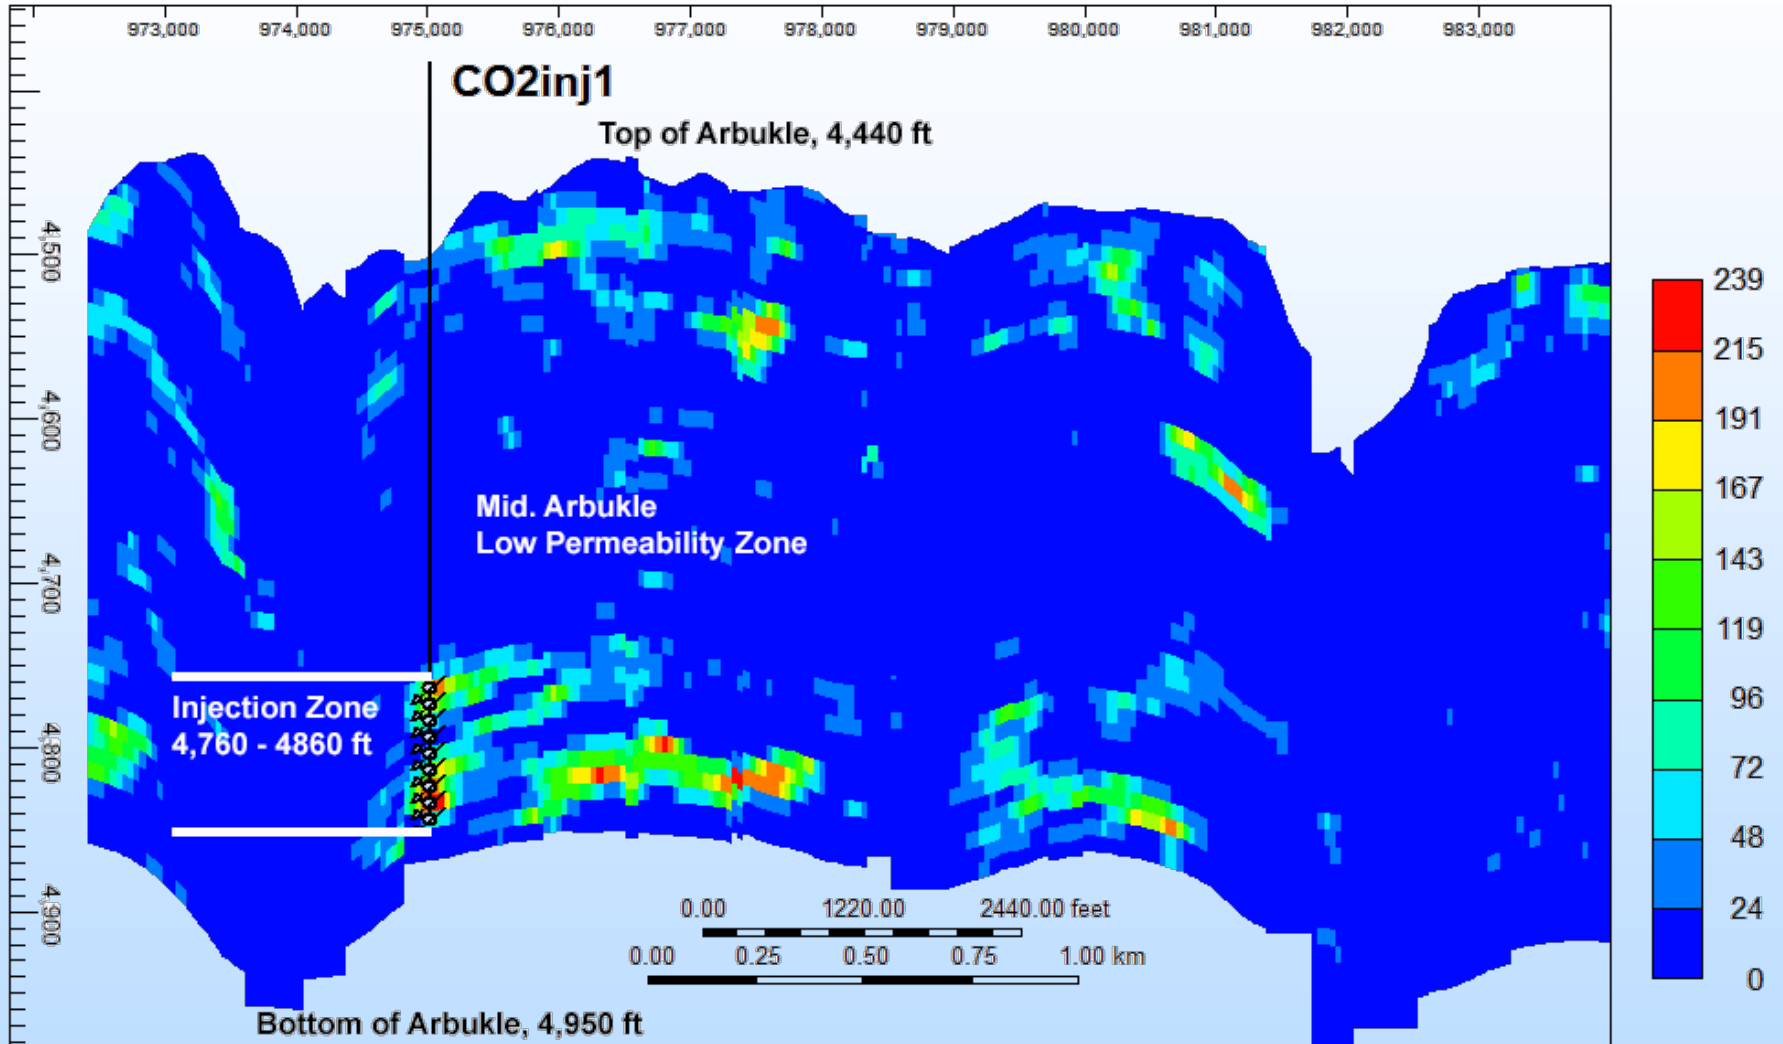 973,000 974,000 975,000 976,000 977,000 978,000 979,000 980,000 981,000 982,000 983,000
CO2inj1
Top of Arbukle, 4,440 ft
4,500
4,600
4,700
4,800
4,900
Mid. Arbukle
Low Permeability Zone
Injection Zone
4,760 - 4860 ft
0.00 1220.00 2440.00 feet
0.00 0.25 0.50 0.75 1.00 km
Bottom of Arbukle, 4,950 ft
239
215
191
167
143
119
96
72
48
24
0